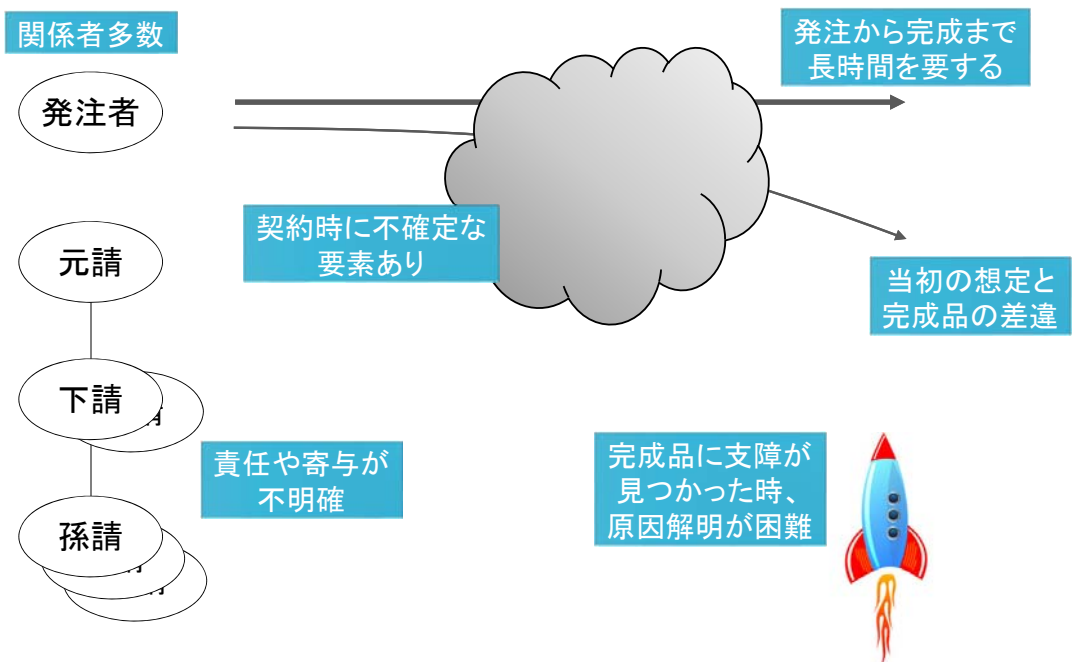 関係者多数
発注者
発注から完成まで
長時間を要する
契約時に不確定な
要素あり
元請
当初の想定と
完成品の差違
下請
責任や寄与が
不明確
完成品に支障が
見つかった時、
原因解明が困難
孫請